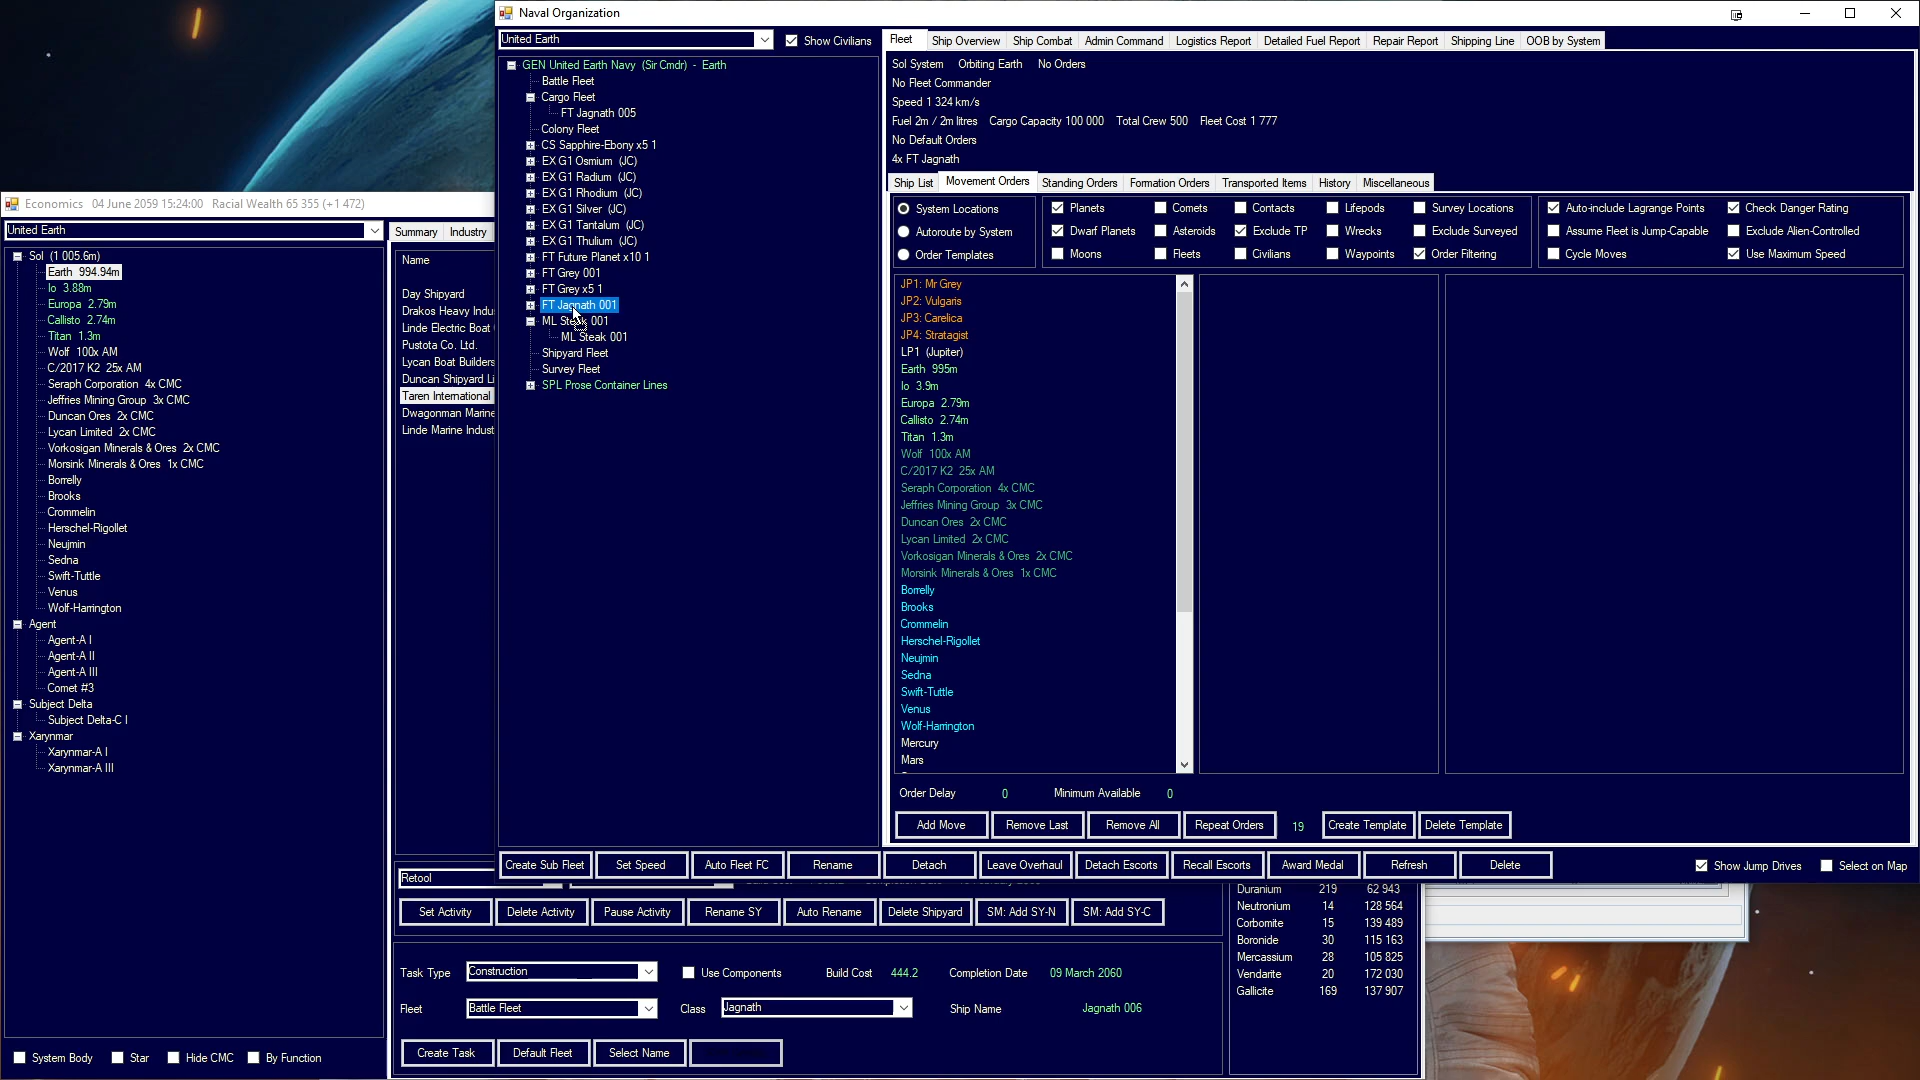 Naval Organization
United Earth
Show Civilians
GEN United Earth Navy (Sir Cmdr) - Earth
Battle Fleet
Cargo Fleet
FT Jagnath 005
Colony Fleet
CS Sapphire-Ebony x5 1
EX G1 Osmium (JC)
EX G1 Radium (JC)
EX G1 Rhodium (JC)
EX G1 Silver (JC)
EX G1 Tantalum (JC)
EX G1 Thulium (JC)
FT Future Planet x10 1
FT Grey 001
FT Grey x5 1
FT Jagnath 001
ML Steak 001
ML Steak 001
Shipyard Fleet
Survey Fleet
SPL Prose Container Lines
Fleet
Ship Overview
Ship Combat
Admin Command
Logistics Report
Detailed Fuel Report
Repair Report
Shipping Line
OOB by System
Sol System Orbiting Earth No Orders
No Fleet Commander
Speed 1 324 km/s
Fuel 2m / 2m litres Cargo Capacity 100 000 Total Crew 500 Fleet Cost 1 777
No Default Orders
4x FT Jagnath
Ship List
Movement Orders
Standing Orders
Formation Orders
Transported Items
History
Miscellaneous
System Locations
Autoroute by System
Order Templates
Planets
Comets
Contacts
Lifepods
Survey Locations
Dwarf Planets
Asteroids
Exclude TP
Wrecks
Exclude Surveyed
Moons
Fleets
Civilians
Waypoints
Order Filtering
Auto-include Lagrange Points
Check Danger Rating
Assume Fleet is Jump-Capable
Exclude Alien-Controlled
Cycle Moves
Use Maximum Speed
JP1: Mr Grey
JP2: Vulgaris
JP3: Carelica
JP4: Stratagist
LP1 (Jupiter)
Earth 995m
Io 3.9m
Europa 2.79m
Callisto 2.74m
Titan 1.3m
Wolf 100x AM
C/2017 K2 25x AM
Seraph Corporation 4x CMC
Jeffries Mining Group 3x CMC
Duncan Ores 2x CMC
Lycan Limited 2x CMC
Vorkosigan Minerals & Ores 2x CMC
Morsink Minerals & Ores 1x CMC
Borrelly
Brooks
Crommelin
Herschel-Rigollet
Neujmin
Sedna
Swift-Tuttle
Venus
Wolf-Harrington
Mercury
Mars
Order Delay 0 Minimum Available 0
Add Move
Remove Last
Remove All
Repeat Orders
19
Create Template
Delete Template
Create Sub Fleet
Set Speed
Auto Fleet FC
Rename
Detach
Leave Overhaul
Detach Escorts
Recall Escorts
Award Medal
Refresh
Delete
Show Jump Drives
Select on Map
Economics 04 June 2059 15:24:00 Racial Wealth 65 355 (+1 472)
United Earth
Sol (1 005.6m)
Earth 994.94m
Io 3.88m
Europa 2.79m
Callisto 2.74m
Titan 1.3m
Wolf 100x AM
C/2017 K2 25x AM
Seraph Corporation 4x CMC
Jeffries Mining Group 3x CMC
Duncan Ores 2x CMC
Lycan Limited 2x CMC
Vorkosigan Minerals & Ores 2x CMC
Morsink Minerals & Ores 1x CMC
Borrelly
Brooks
Crommelin
Herschel-Rigollet
Neujmin
Sedna
Swift-Tuttle
Venus
Wolf-Harrington
Agent
Agent-A I
Agent-A II
Agent-A III
Comet #3
Subject Delta
Subject Delta-C I
Xarynmar
Xarynmar-A I
Xarynmar-A III
System Body
Star
Hide CMC
By Function
Summary
Industry
Name
Day Shipyard
Drakos Heavy Indu
Linde Electric Boat
Pustota Co. Ltd.
Lycan Boat Builders
Duncan Shipyard Li
Taren International
Dwagonman Marine
Linde Marine Indust
Retool
Set Activity
Delete Activity
Pause Activity
Rename SY
Auto Rename
Delete Shipyard
SM: Add SY-N
SM: Add SY-C
Task Type
Construction
Use Components
Build Cost 444.2
Completion Date 09 March 2060
Fleet
Battle Fleet
Class
Jagnath
Ship Name
Jagnath 006
Create Task
Default Fleet
Select Name
Duranium 219 62 943
Neutronium 14 128 564
Corbomite 15 139 489
Boronide 30 115 163
Mercassium 28 105 825
Vendarite 20 172 030
Gallicite 169 137 907